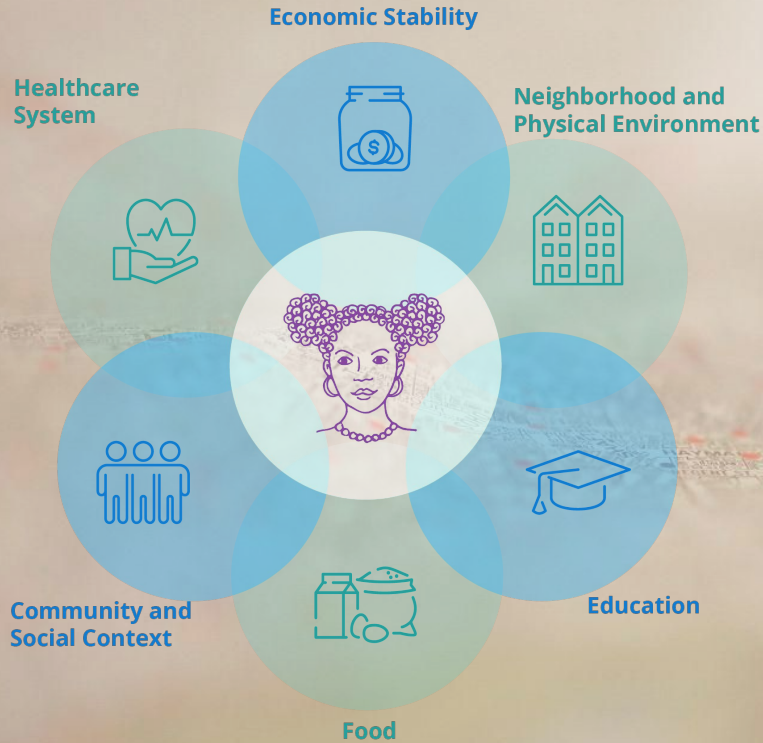 Economic Stability
Healthcare
System
Neighborhood and
Physical Environment
$
Community and
Social Context
Education
Food